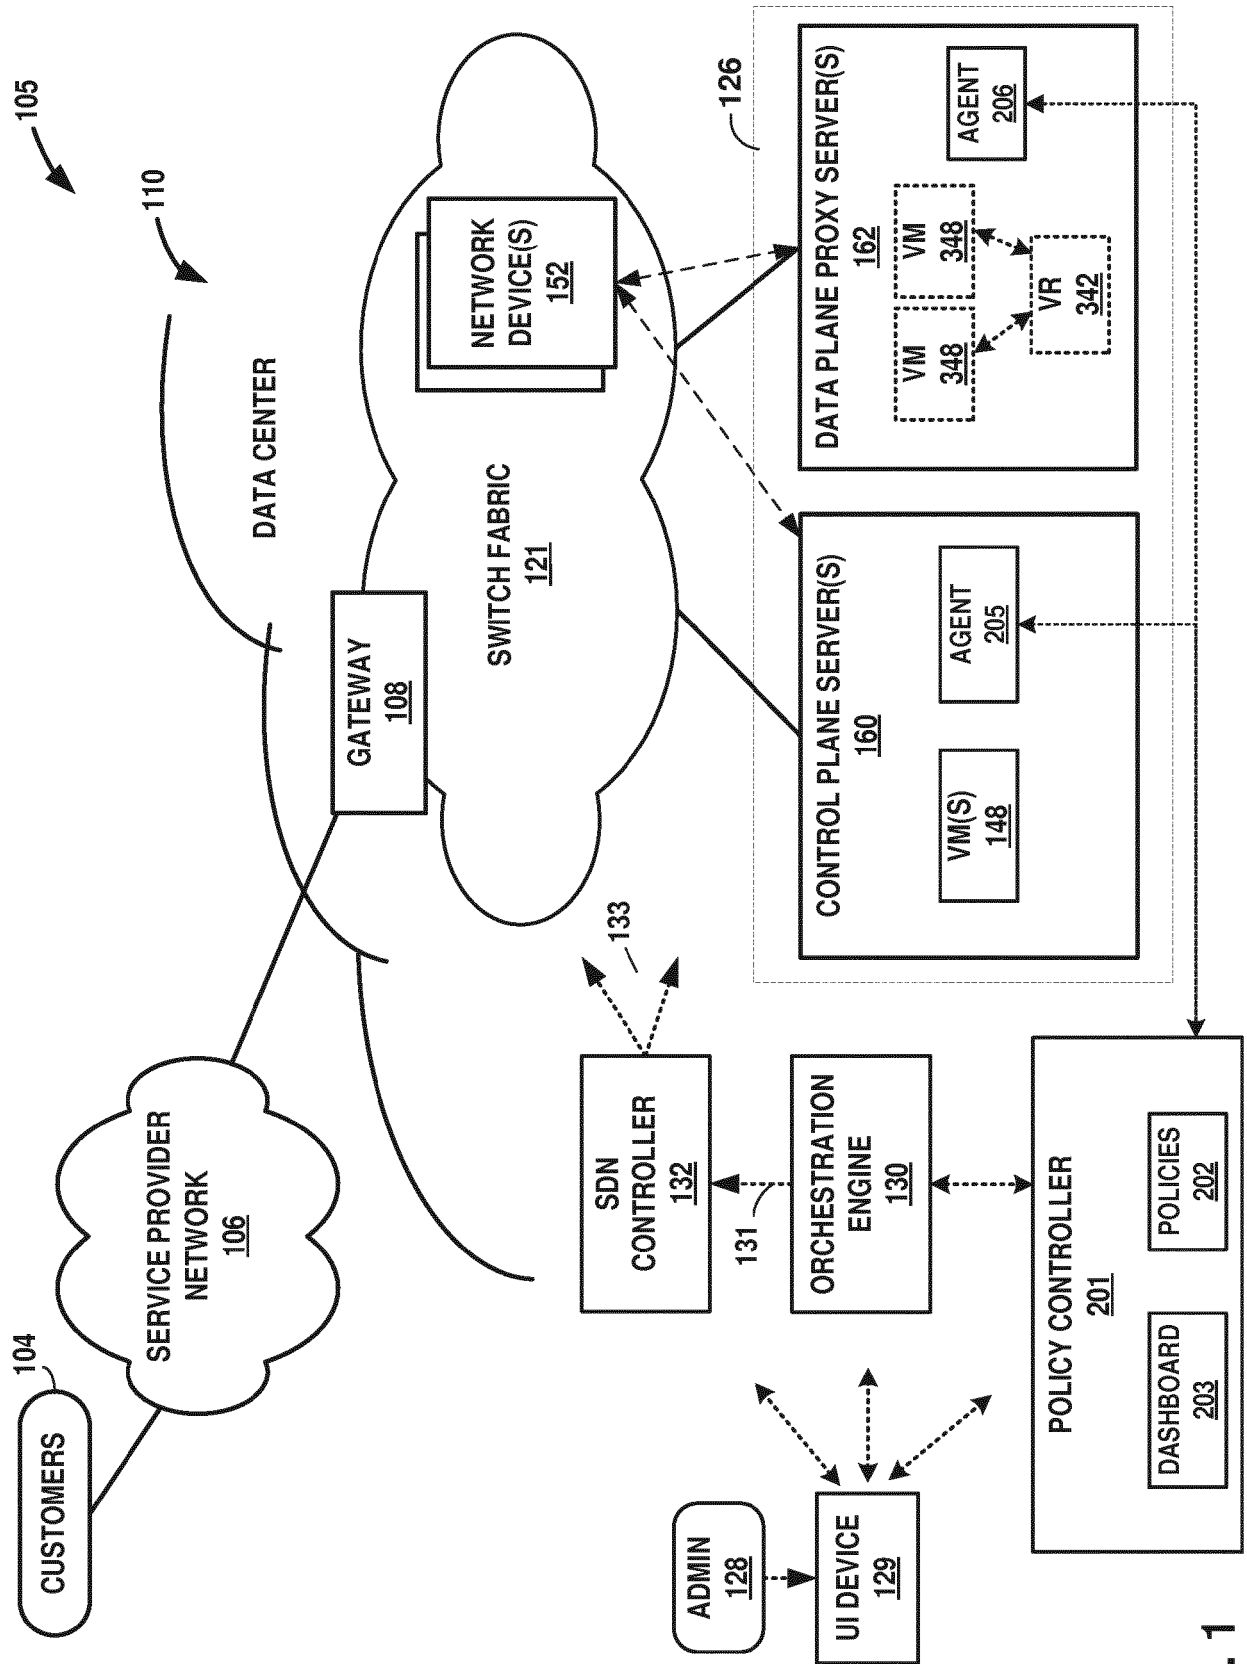 105
110
CUSTOMERS
104
SERVICE PROVIDER
NETWORK
106
DATA CENTER
GATEWAY
108
SWITCH FABRIC
121
NETWORK
DEVICE(S)
152
133
SDN
CONTROLLER
132
131
ORCHESTRATION
ENGINE
130
ADMIN
128
UI DEVICE
129
126
CONTROL PLANE SERVER(S)
160
VM(S)
148
AGENT
205
DATA PLANE PROXY SERVER(S)
162
VM
348
VM
348
VR
342
AGENT
206
POLICY CONTROLLER
201
DASHBOARD
203
POLICIES
202
. 1